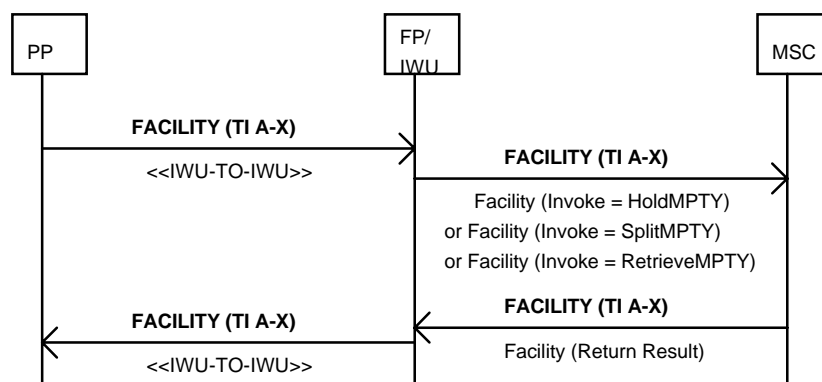 PP
FP/
IWU
MSC
FACILITY (TI A-X)
<<IWU-TO-IWU>>
FACILITY (TI A-X)
Facility (Invoke = HoldMPTY)
or Facility (Invoke = SplitMPTY)
or Facility (Invoke = RetrieveMPTY)
FACILITY (TI A-X)
Facility (Return Result)
FACILITY (TI A-X)
<<IWU-TO-IWU>>